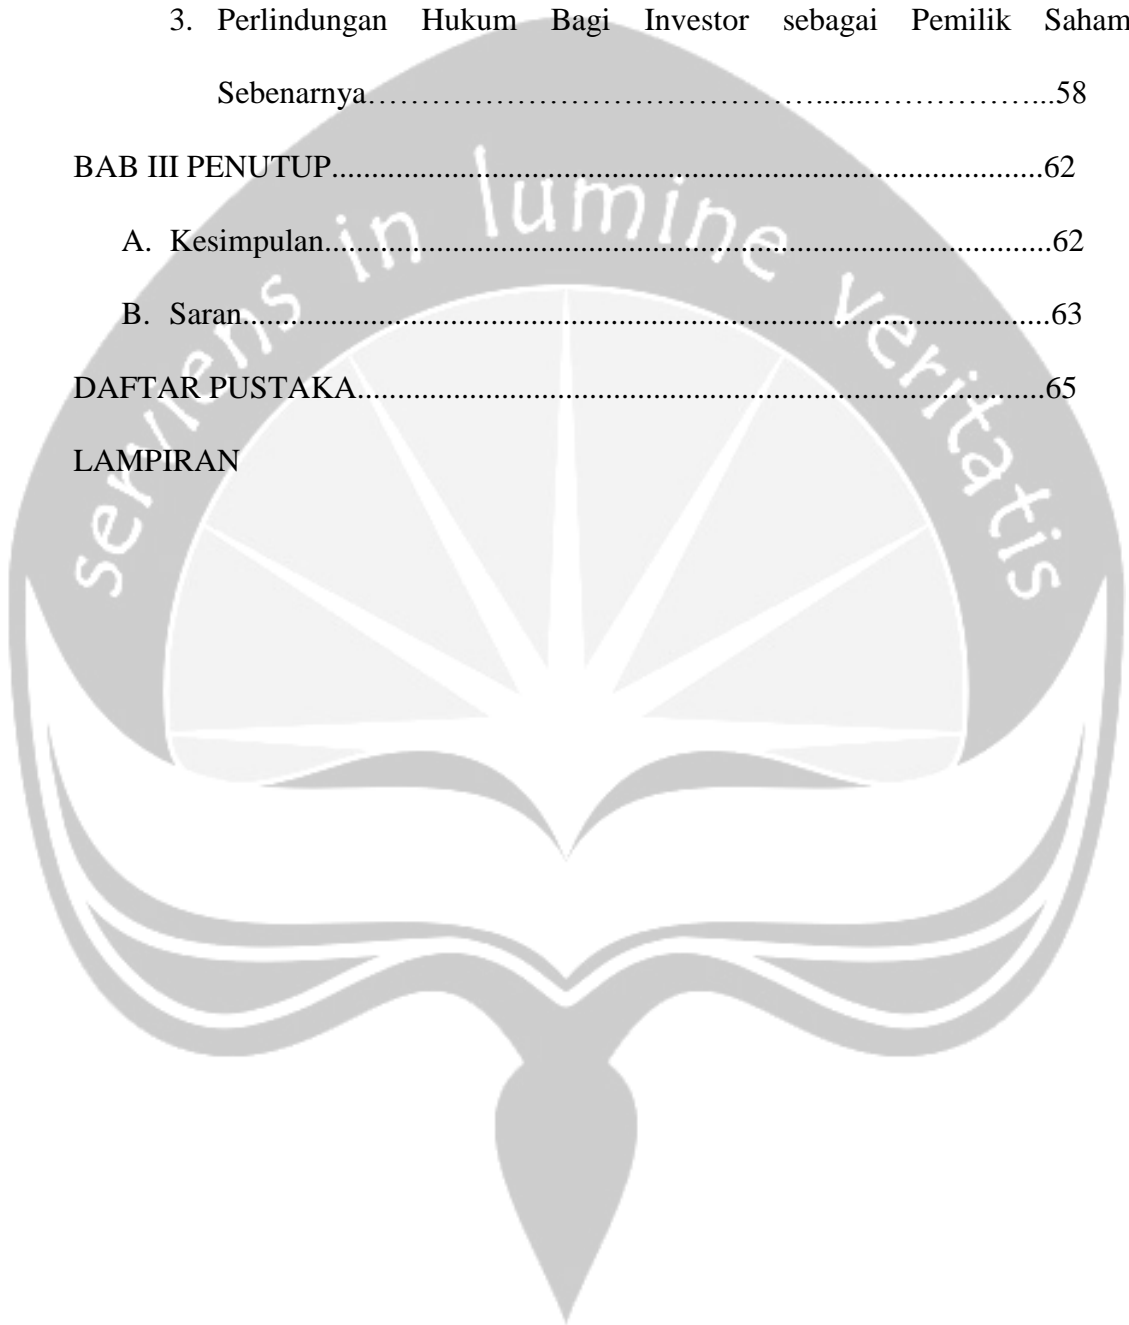 3. Perlindungan Hukum Bagi Investor sebagai Pemilik Saham
Sebenarnya……………………………………….......………………...58
BAB III PENUTUP.........................................................................................62
A. Kesimpulan...........................................................................................62
B. Saran.....................................................................................................63
DAFTAR PUSTAKA......................................................................................65
LAMPIRAN
serviens in lumine veritatis